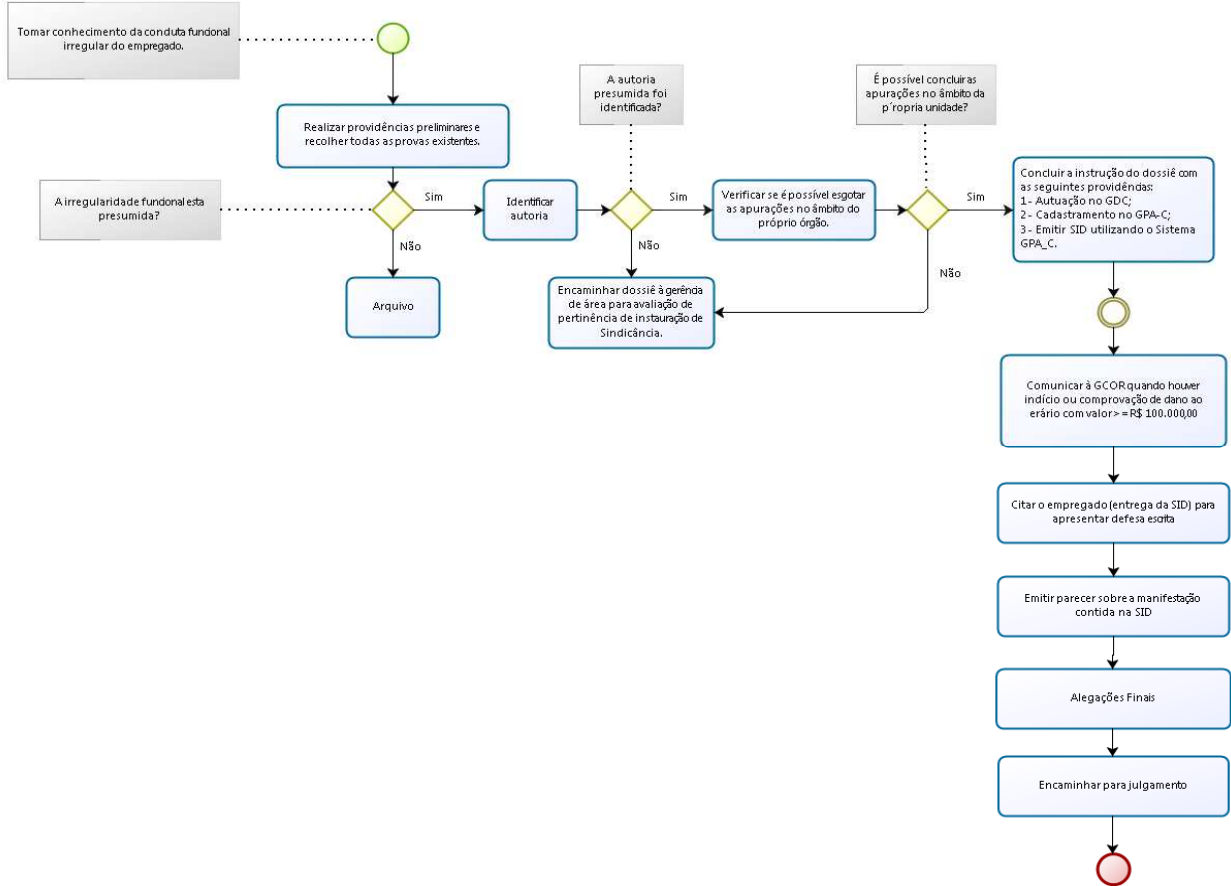 Tomar conhecimento da conduta funcional
irregular do empregado.
A autoria
presumida foi
identificada?
É possível concluir as
apurações no âmbito da
p´ropria unidade?
Realizar providências preliminares e
recolher todas as provas existentes.
A irregularidade funcional esta
presumida?
Sim
Não
Arquivo
Identificar
autoria
Sim
Não
Verificar se é possível esgotar
as apurações no âmbito do
próprio órgão.
Sim
Não
Encaminhar dossiê à gerência
de área para avaliação de
pertinência de instauração de
Sindicância.
Concluir a instrução do dossiê com
as seguintes providências:
1 - Autuação no GDC;
2 - Cadastramento no GPA-C;
3 - Emitir SID utilizando o Sistema
GPA_C.
Comunicar à GCOR quando houver
indício ou comprovação de dano ao
erário com valor > = R$ 100.000,00
Citar o empregado (entrega da SID) para
apresentar defesa escrita
Emitir parecer sobre a manifestação
contida na SID
Alegações Finais
Encaminhar para julgamento